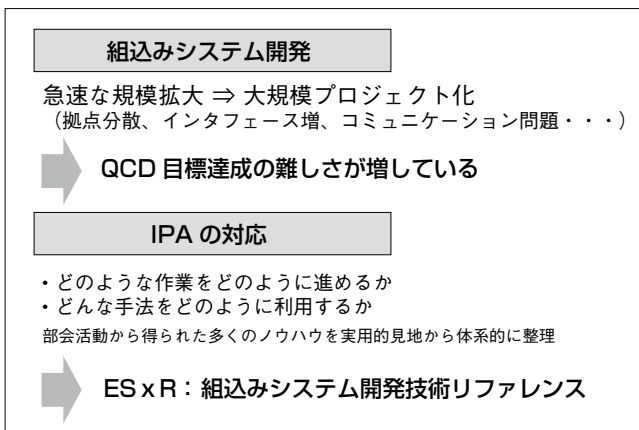 組込みシステム開発
急速な規模拡大 ⇒ 大規模プロジェクト化
（拠点分散、インタフェース増、コミュニケーション問題・・・）
QCD 目標達成の難しさが増している
IPA の対応
・どのような作業をどのように進めるか
・どんな手法をどのように利用するか
部会活動から得られた多くのノウハウを実用的見地から体系的に整理
ES x R：組込みシステム開発技術リファレンス